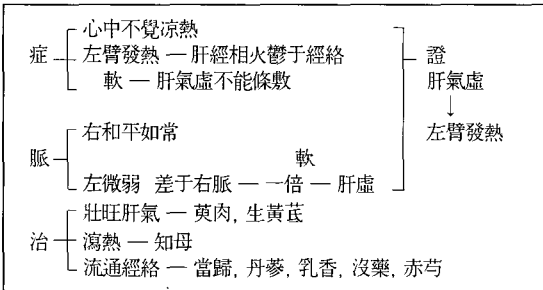 心中不覺凉熱
症 左臂發熱 — 肝經相火鬱于經絡 證
軟 — 肝氣虛不能條敷 肝氣虛
↓
右和平如常 左臂發熱
脈 軟
左微弱 差于右脈 — 一倍 — 肝虛
壯旺肝氣 — 萸肉, 生黃茋
治 瀉熱 — 知母
流通經絡 — 當歸, 丹蔘, 乳香, 沒藥, 赤芍